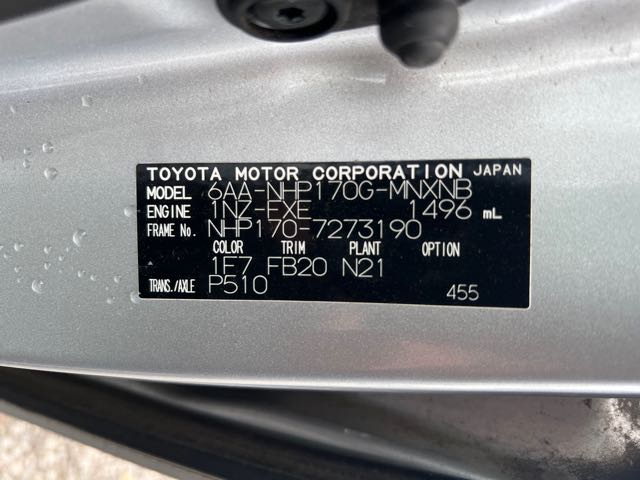 TOYOTA MOTOR CORPORATION JAPAN
MODEL 6AA-NHP170G-MNXNB
ENGINE 1NZ-FXE 1496 mL
FRAME No. NHP170-7273190
COLOR TRIM PLANT OPTION
1F7 FB20 N21
TRANS./AXLE P510
455